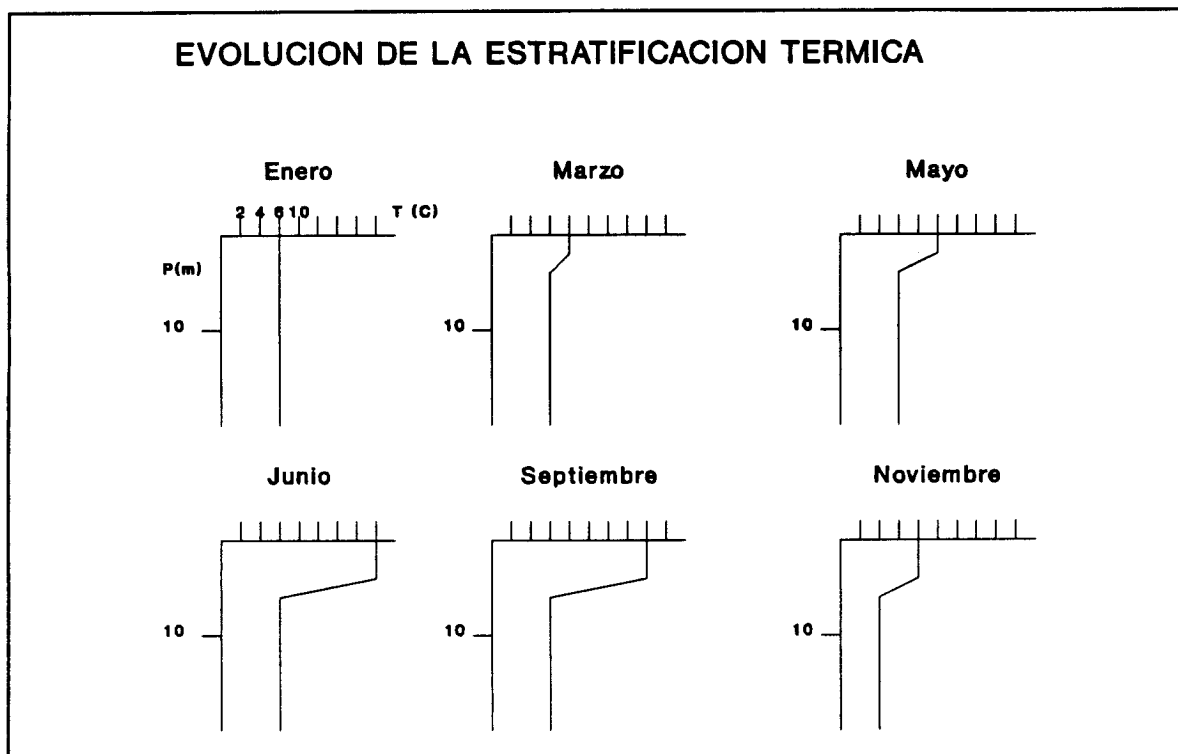 EVOLUCION DE LA ESTRATIFICACION TERMICA
Enero
2 4 6 10 T (C)
P(m)
10
Marzo
10
Mayo
10
Junio
10
Septiembre
10
Noviembre
10